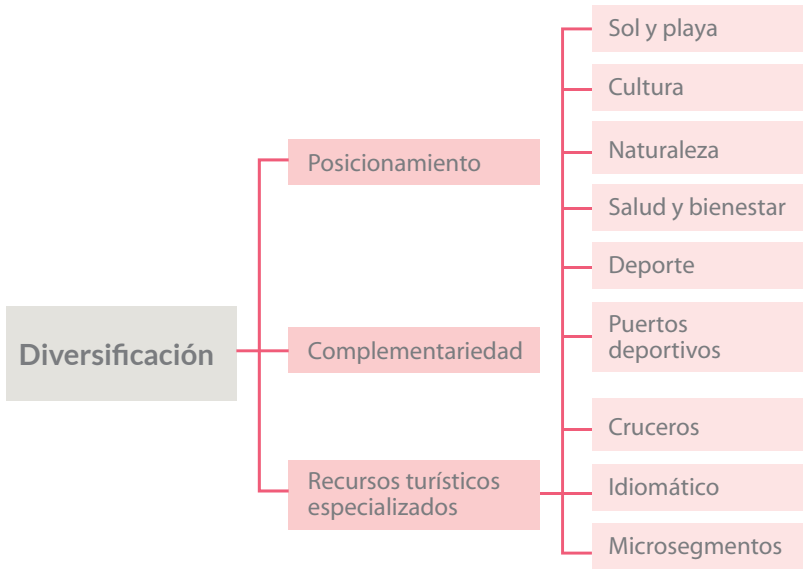 Diversificación
Posicionamiento
Complementariedad
Recursos turísticos
especializados
Sol y playa
Cultura
Naturaleza
Salud y bienestar
Deporte
Puertos
deportivos
Cruceros
Idiomático
Microsegmentos